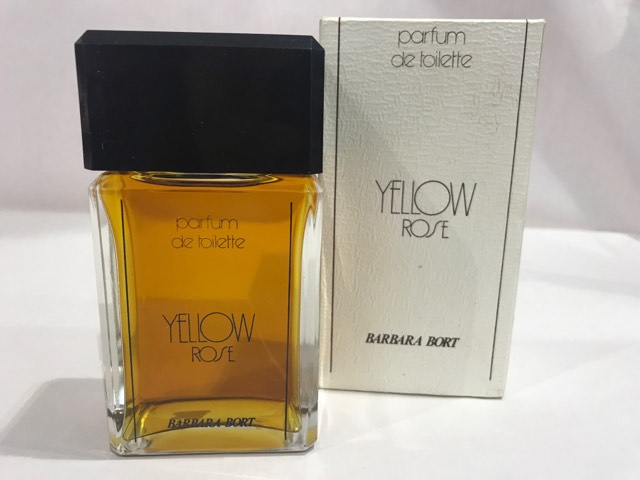 parfum
de toilette
YELLOW
ROSE
BARBARA BORT
parfum
de toilette
YELLOW
ROSE
BARBARA BORT